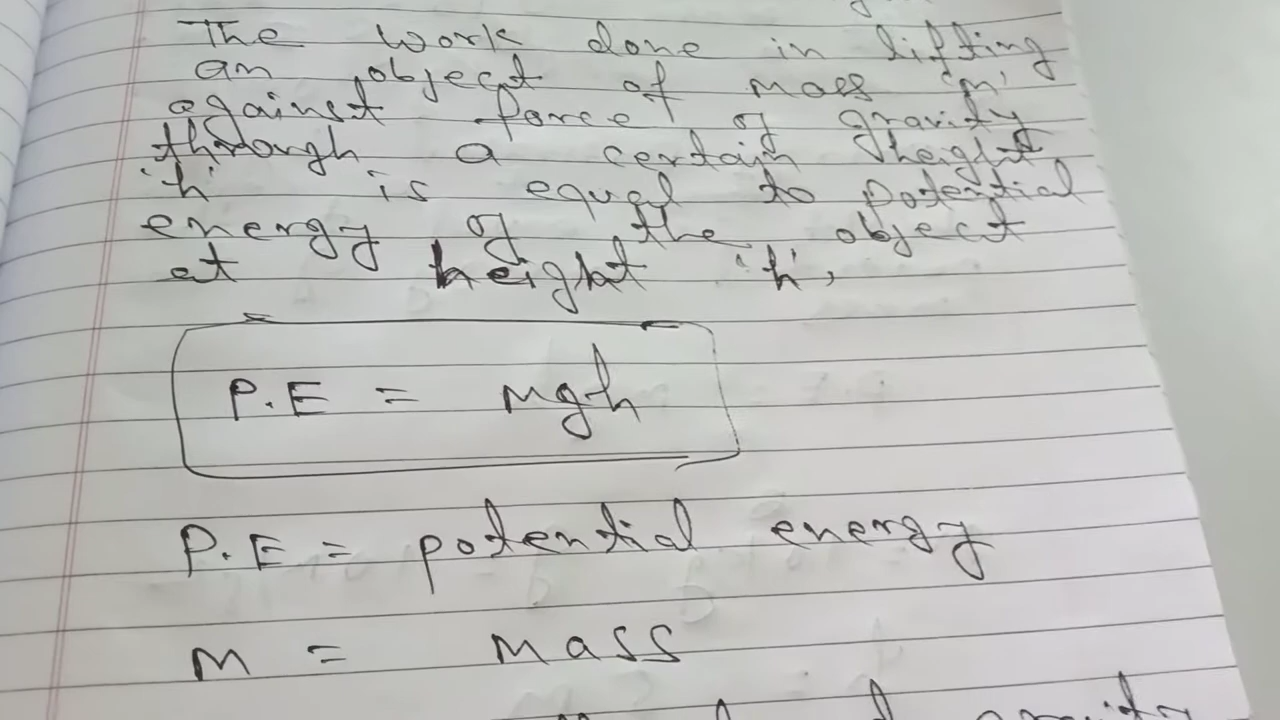 The work done in lifting
an object of mass 'm'
against force of gravity
through a certain height
'h' is equal to potential
energy of the object
at height 'h',
P.E = mgh
P.E = potential energy
m = mass